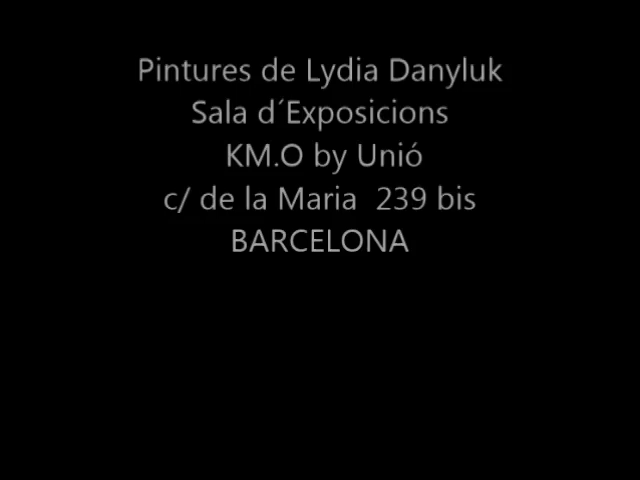 Pintures de Lydia Danyluk
Sala d´Exposicions
KM.O by Unió
c/ de la Maria  239 bis
BARCELONA